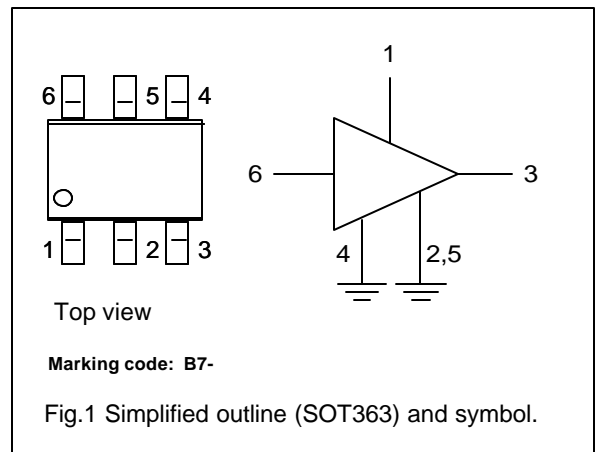 1
6 5 4
6 3
1 2 3
4 2,5
Top view
Marking code: B7-
Fig.1 Simplified outline (SOT363) and symbol.